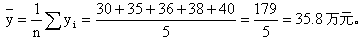 ȳ = 1/n ∑ yᵢ = (30+35+36+38+40)/5 = 179/5 = 35.8 万元。